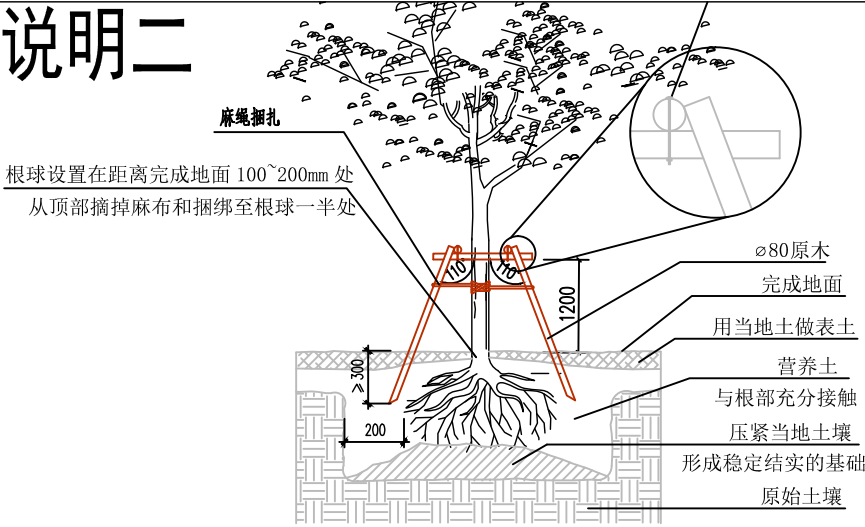 说明二
麻绳捆扎
根球设置在距离完成地面 100~200mm 处
从顶部摘掉麻布和捆绑至根球一半处
110°
110°
⌀80原木
完成地面
1200
用当地土做表土
≥300
营养土
与根部充分接触
200
压紧当地土壤
形成稳定结实的基础
原始土壤